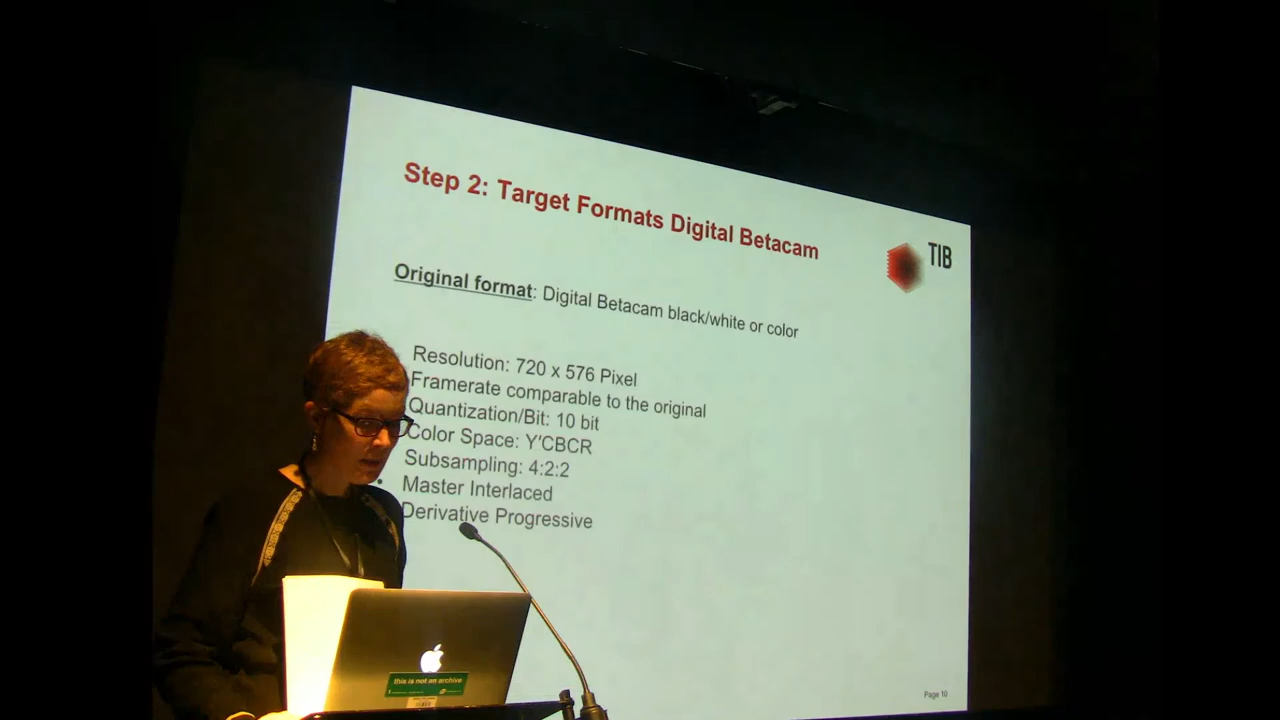 Step 2: Target Formats Digital Betacam
TIB
Original format: Digital Betacam black/white or color
Resolution: 720 x 576 Pixel
Framerate comparable to the original
Quantization/Bit: 10 bit
Color Space: Y'CBCR
Subsampling: 4:2:2
Master Interlaced
Derivative Progressive
this is not an archive
Page 10